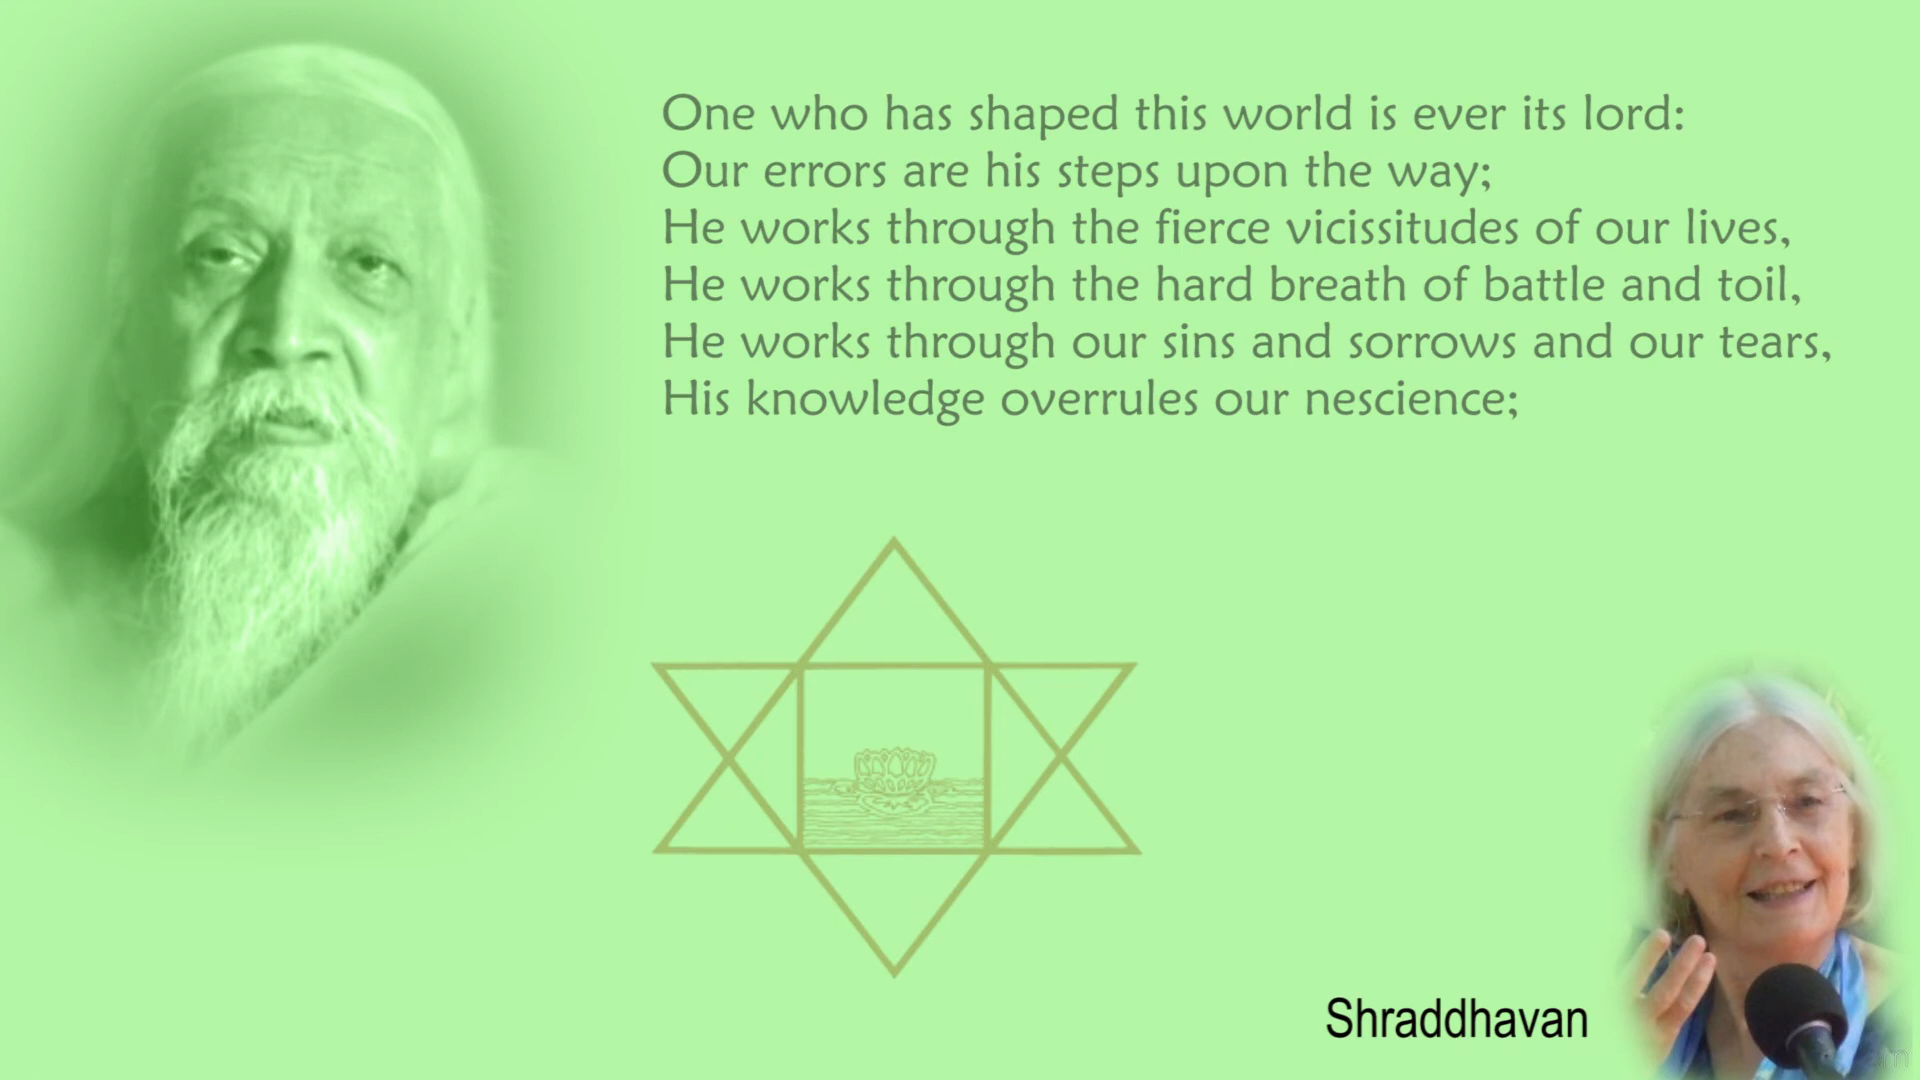 One who has shaped this world is ever its lord:
Our errors are his steps upon the way;
He works through the fierce vicissitudes of our lives,
He works through the hard breath of battle and toil,
He works through our sins and sorrows and our tears,
His knowledge overrules our nescience;
Shraddhavan